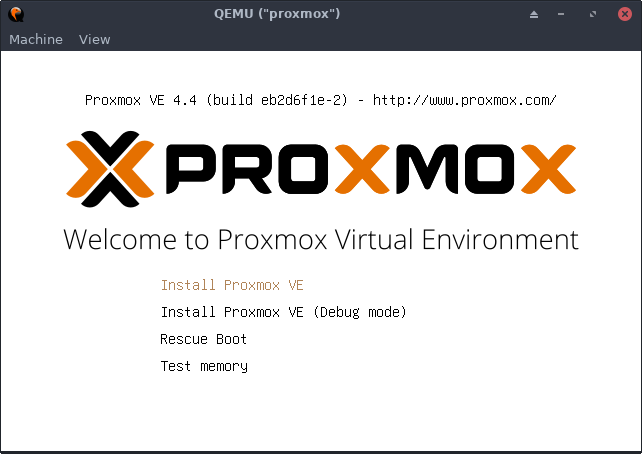 QEMU ("proxmox")
Machine View
Proxmox VE 4.4 (build eb2d6f1e-2) - http://www.proxmox.com/
PROXMOX
Welcome to Proxmox Virtual Environment
Install Proxmox VE
Install Proxmox VE (Debug mode)
Rescue Boot
Test memory